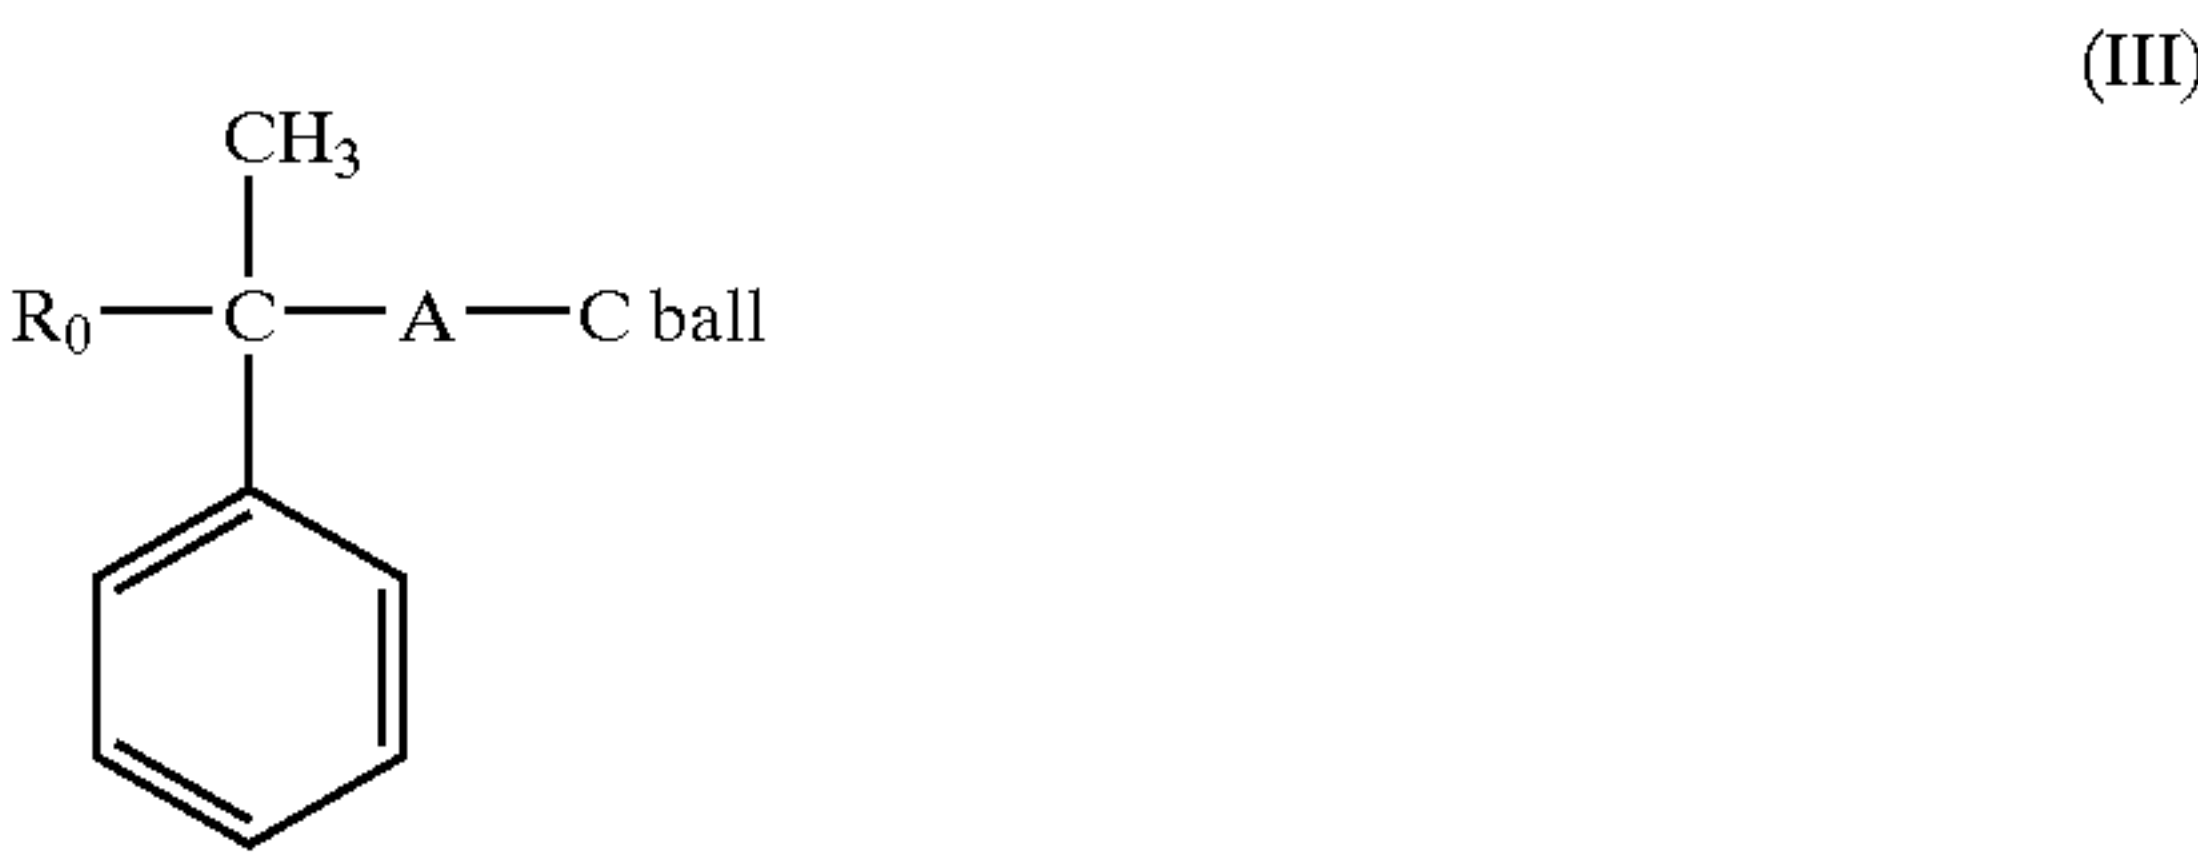 (III)
CH₃
R₀—C—A—C ball